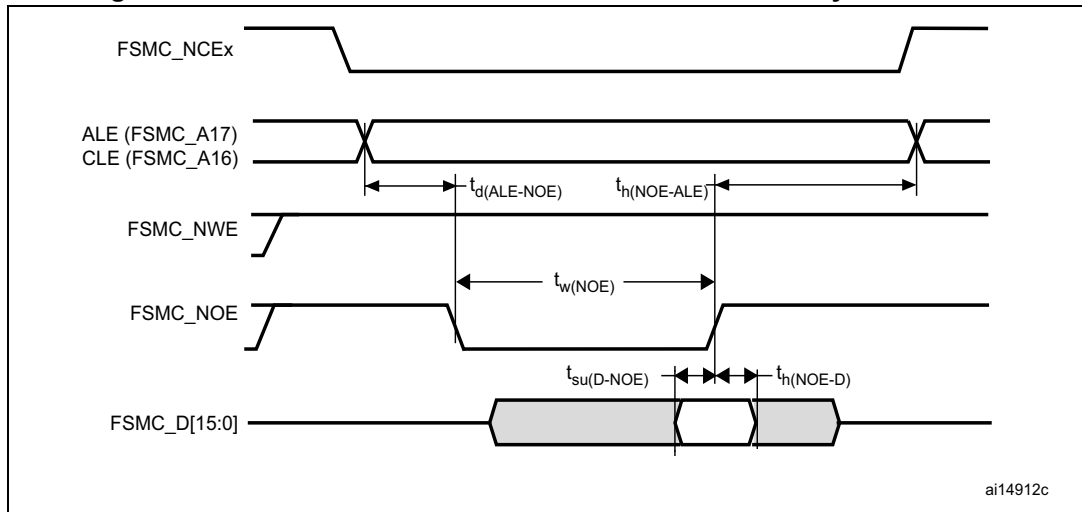 FSMC_NCEx
ALE (FSMC_A17)
CLE (FSMC_A16)
td(ALE-NOE)
th(NOE-ALE)
FSMC_NWE
tw(NOE)
FSMC_NOE
tsu(D-NOE)
th(NOE-D)
FSMC_D[15:0]
ai14912c